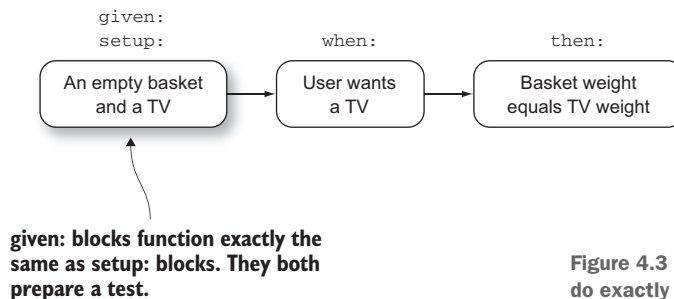 given:
setup:
when:
then:
An empty basket
and a TV
User wants
a TV
Basket weight
equals TV weight
given: blocks function exactly the
same as setup: blocks. They both
prepare a test.
Figure 4.3
do exactly